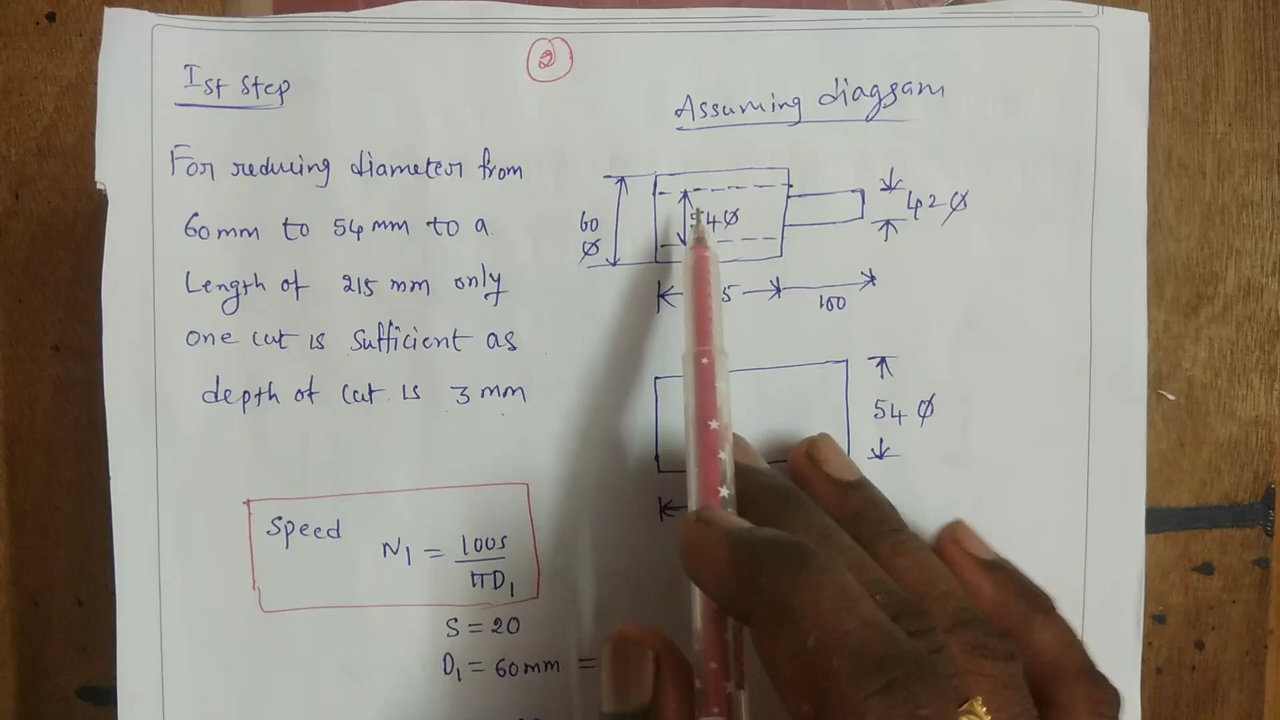 2
Ist step
Assuming diagram
For reducing diameter from
60mm to 54mm to a
Length of 215 mm only
one cut is sufficient as
depth of cut is 3 mm
60
Ø
54Ø
42Ø
5
100
54 Ø
Speed
N1 = 100s / πD1
S = 20
D1 = 60mm =